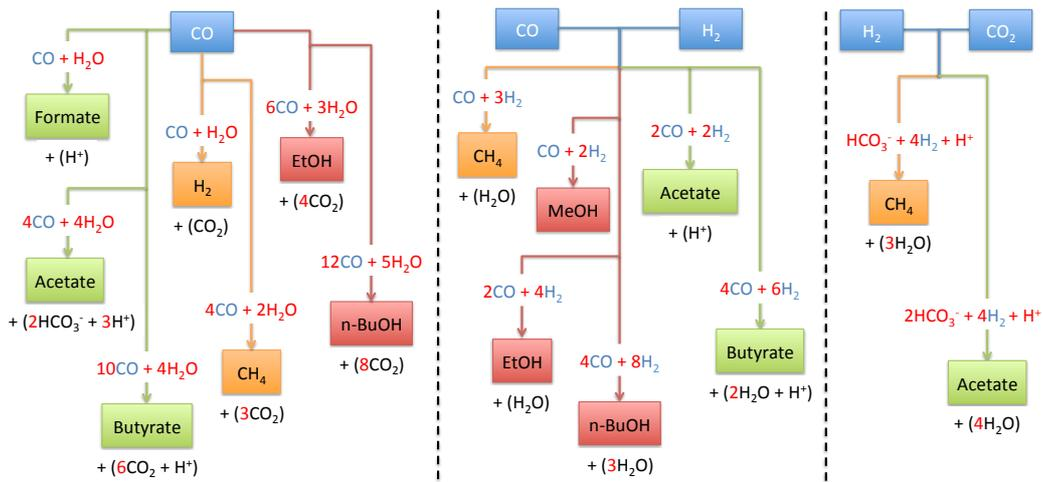 CO
CO + H₂O
Formate
+ (H⁺)
4CO + 4H₂O
Acetate
+ (2HCO₃⁻ + 3H⁺)
10CO + 4H₂O
Butyrate
+ (6CO₂ + H⁺)
CO + H₂O
H₂
+ (CO₂)
4CO + 2H₂O
CH₄
+ (3CO₂)
6CO + 3H₂O
EtOH
+ (4CO₂)
12CO + 5H₂O
n-BuOH
+ (8CO₂)
CO
H₂
CO + 3H₂
CH₄
+ (H₂O)
CO + 2H₂
MeOH
2CO + 2H₂
Acetate
+ (H⁺)
2CO + 4H₂
EtOH
+ (H₂O)
4CO + 8H₂
n-BuOH
+ (3H₂O)
4CO + 6H₂
Butyrate
+ (2H₂O + H⁺)
H₂
CO₂
HCO₃⁻ + 4H₂ + H⁺
CH₄
+ (3H₂O)
2HCO₃⁻ + 4H₂ + H⁺
Acetate
+ (4H₂O)